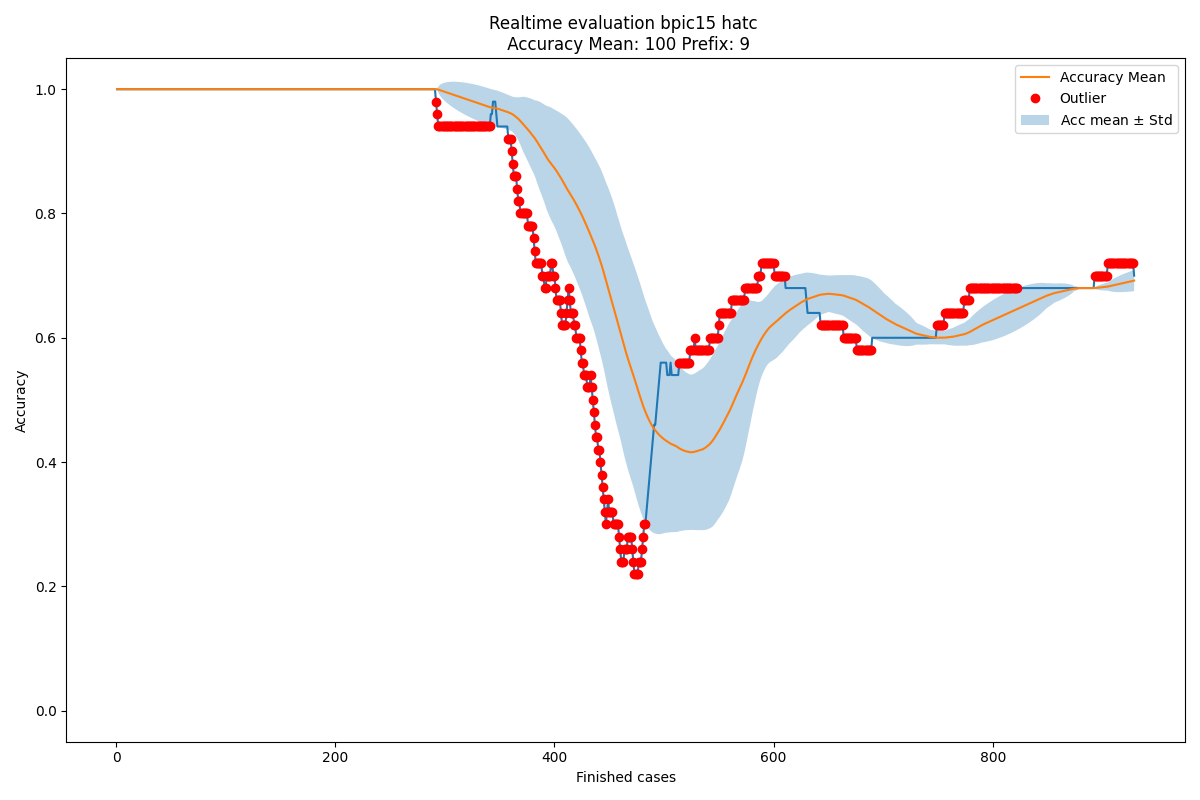 Realtime evaluation bpic15 hatc
Accuracy Mean: 100 Prefix: 9
Accuracy Mean
Outlier
Acc mean ± Std
1.0
0.8
0.6
0.4
0.2
0.0
Accuracy
0 200 400 600 800
Finished cases